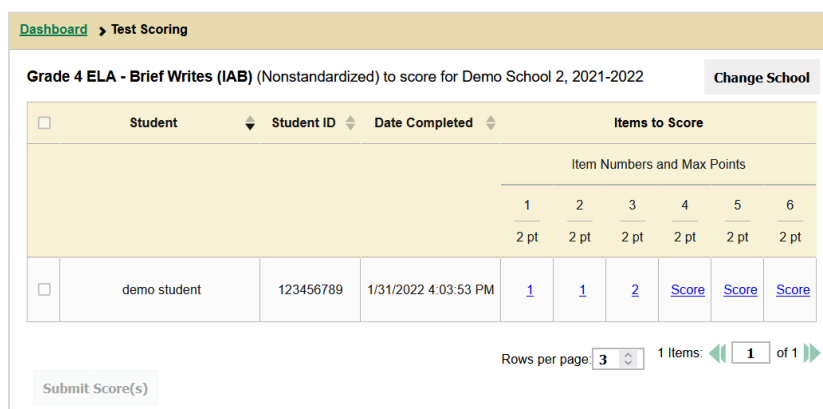 Dashboard > Test Scoring
Grade 4 ELA - Brief Writes (IAB) (Nonstandardized) to score for Demo School 2, 2021-2022 Change School
Student Student ID Date Completed Items to Score
Item Numbers and Max Points
1 2 3 4 5 6
2 pt 2 pt 2 pt 2 pt 2 pt 2 pt
demo student 123456789 1/31/2022 4:03:53 PM 1 1 2 Score Score Score
Rows per page: 3 1 Items: 1 of 1
Submit Score(s)